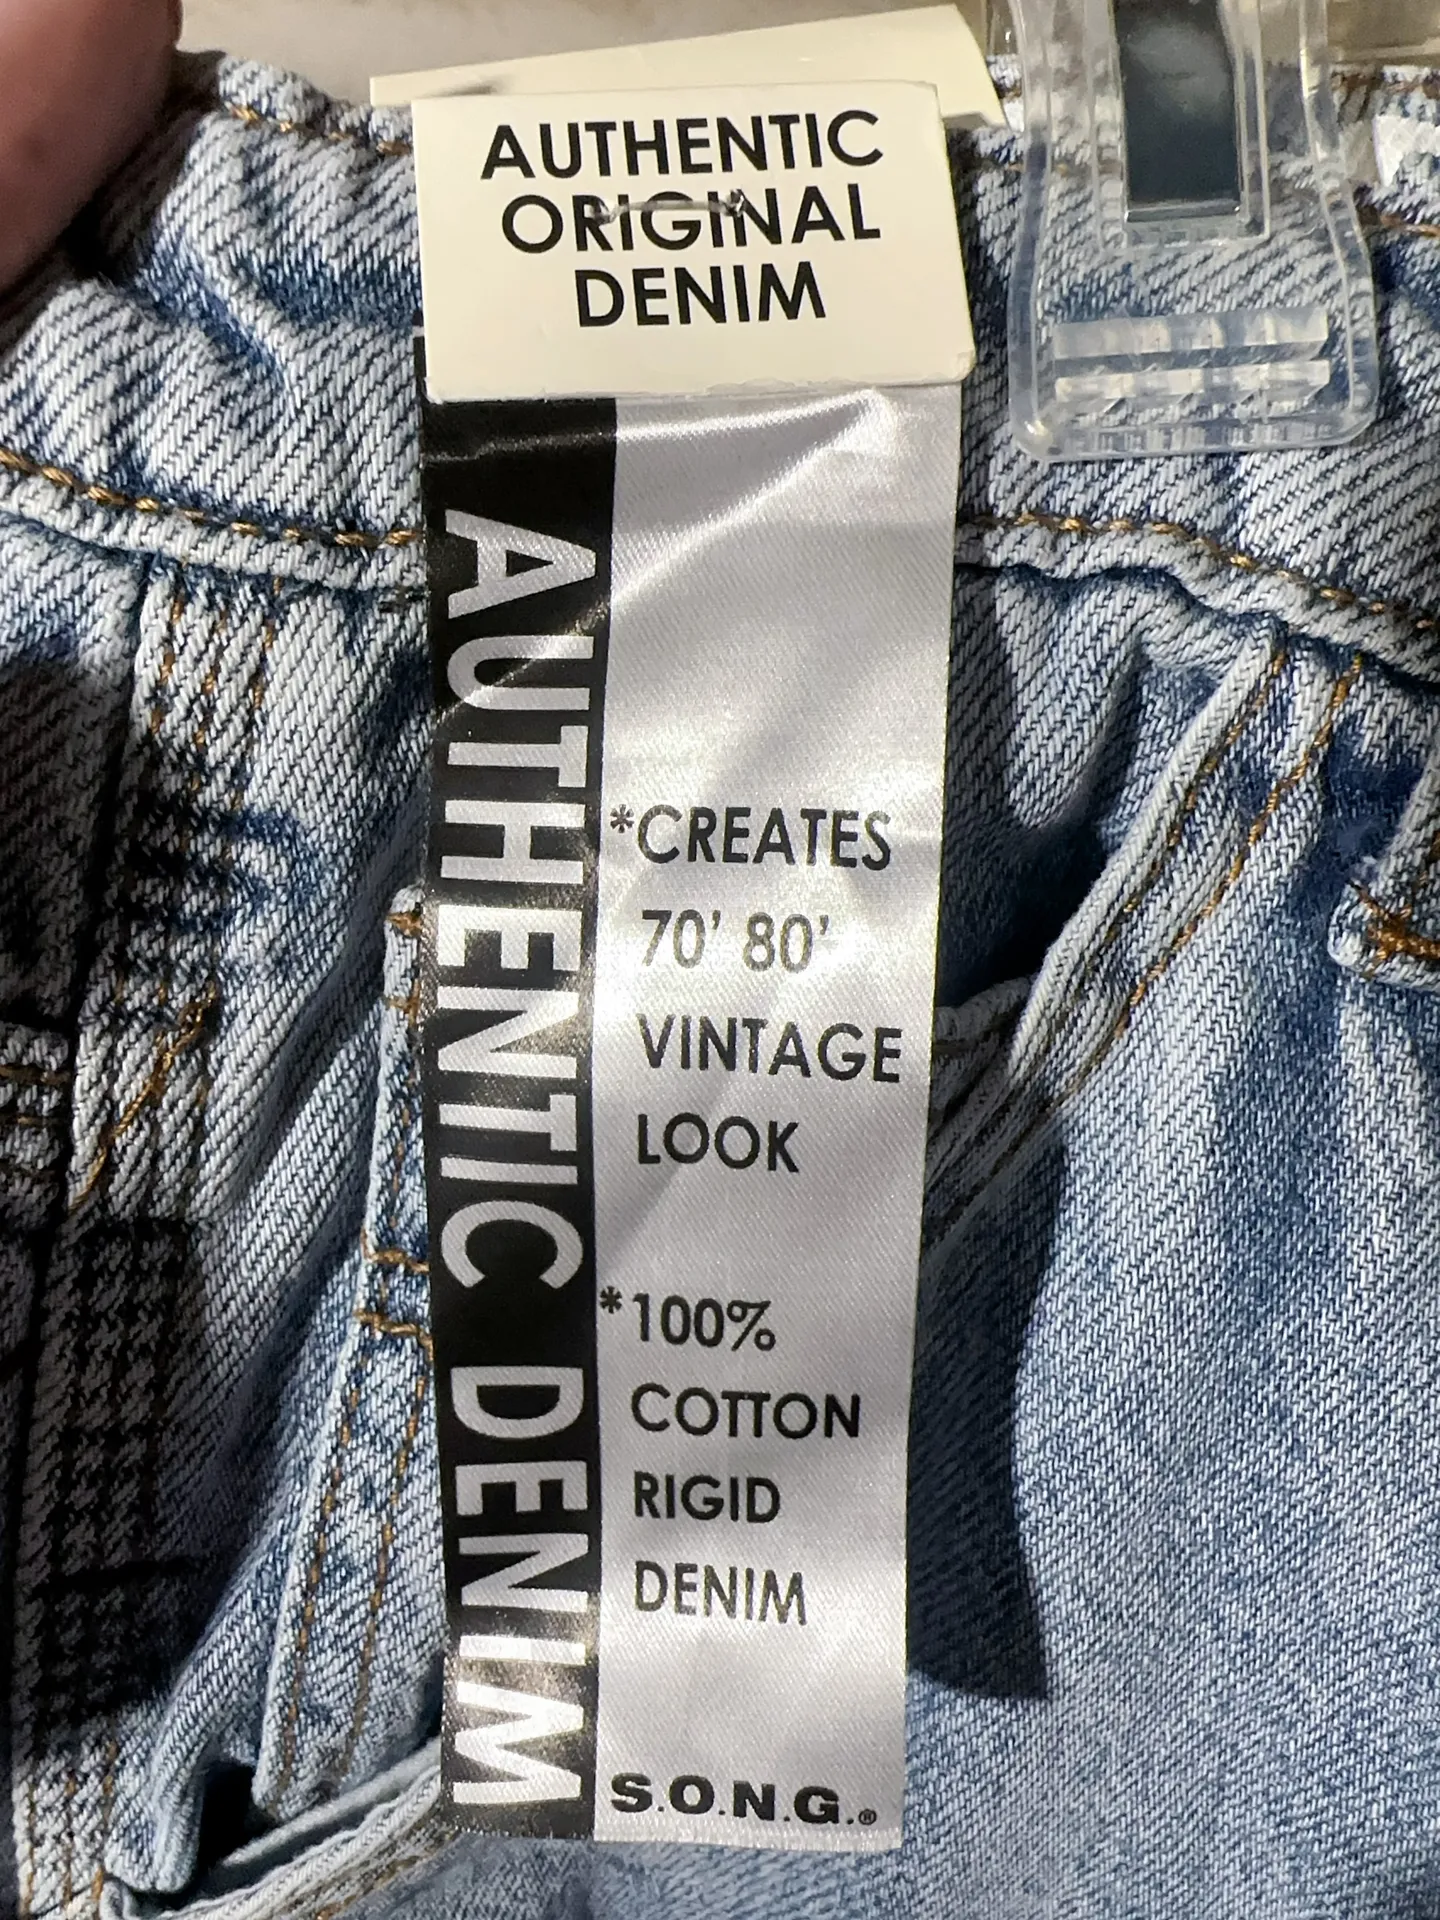 AUTHENTIC
ORIGINAL
DENIM
AUTHENTIC DENIM
*CREATES
70' 80'
VINTAGE
LOOK
*100%
COTTON
RIGID
DENIM
S.O.N.G.®